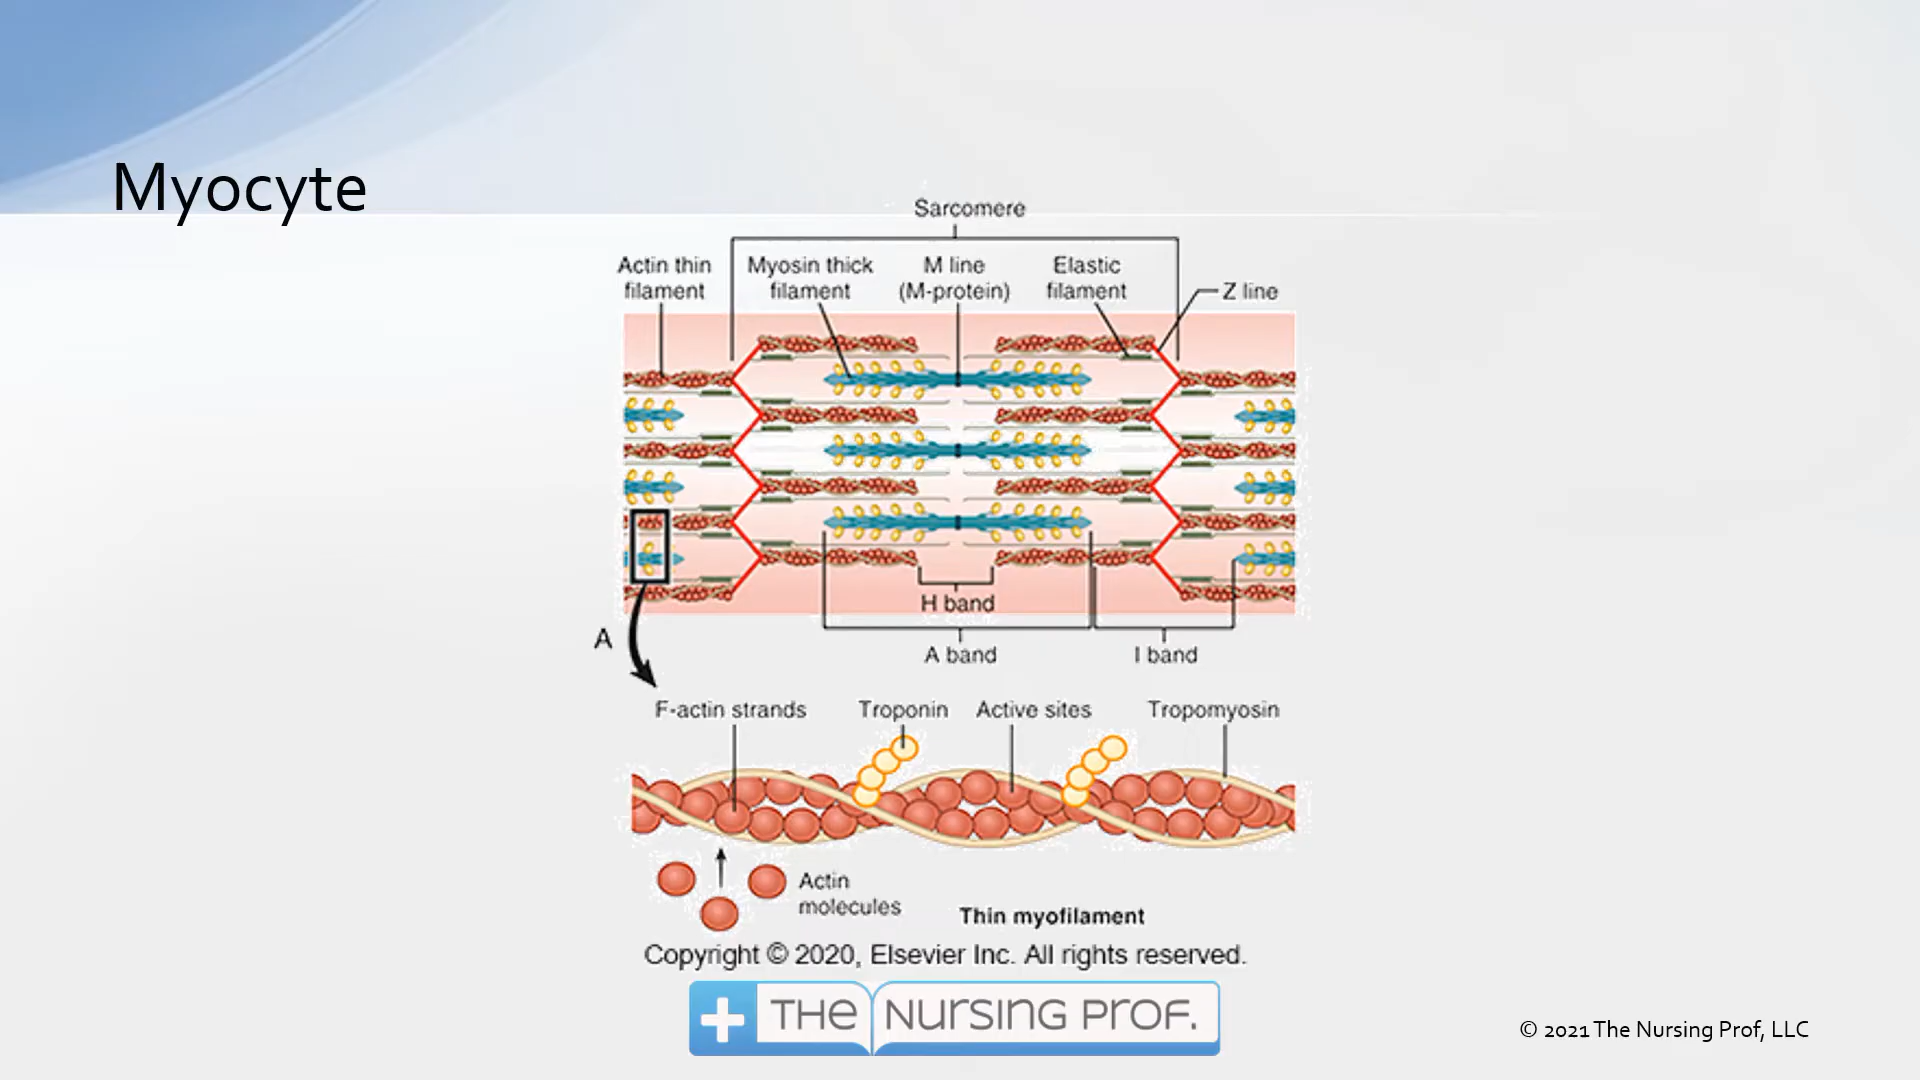 Myocyte
Sarcomere
Actin thin
filament
Myosin thick
filament
M line
(M-protein)
Elastic
filament
Z line
H band
A band
I band
A
F-actin strands
Troponin
Active sites
Tropomyosin
Actin
molecules
Thin myofilament
Copyright © 2020, Elsevier Inc. All rights reserved.
THE NURSING PROF.
© 2021 The Nursing Prof, LLC